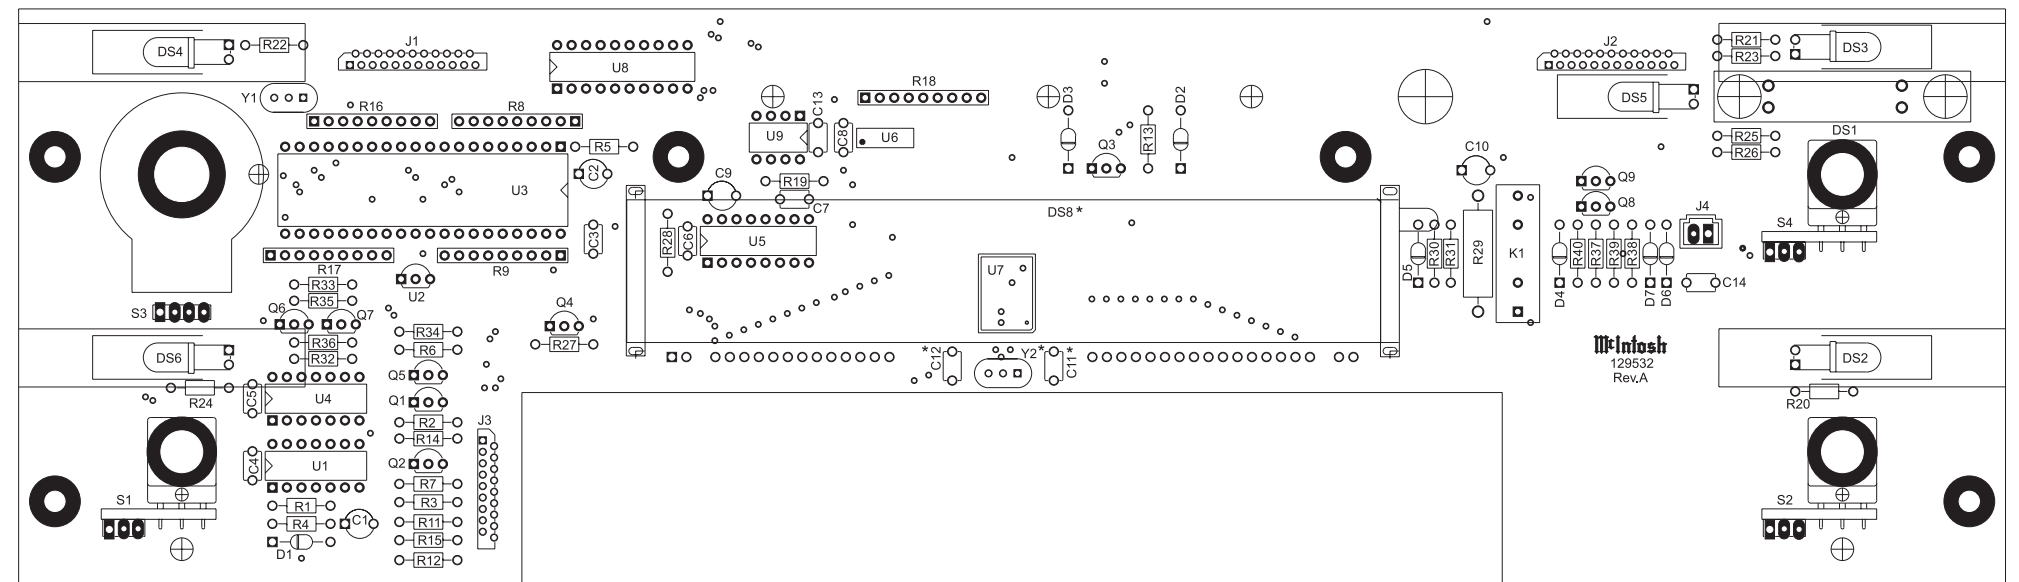 J1
J2
DS4
R22
U8
R21
R23
DS3
Y1
R16
R8
C13
R18
D3
D2
DS5
U9
C8
U6
R13
R25
R26
DS1
R5
Q3
C2
C10
U3
C9
R19
C7
Q9
Q8
DS8*
J4
S4
C3
R28
C6
U5
R30
R31
R29
K1
R40
R37
R39
R38
R17
R9
U7
D5
D4
D7
D6
C14
R33
R35
U2
S3
Q6
Q7
Q4
R36
R32
R34
R6
R27
DS6
*
C12
Y2*
C11*
McIntosh
129532
Rev.A
DS2
Q5
R24
C5
U4
Q1
R20
R2
R14
J3
C4
U1
Q2
R7
S1
R1
R3
S2
R4
C1
R11
D1
R15
R12